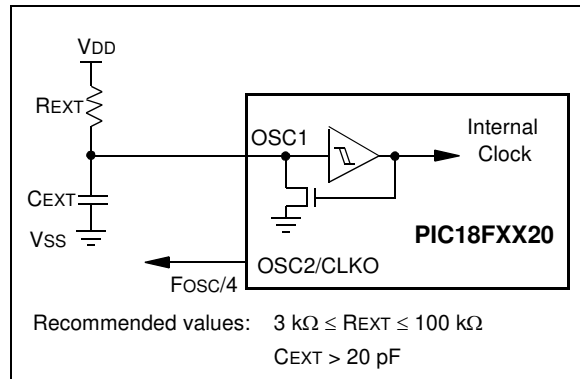 VDD
REXT
OSC1
Internal
Clock
CEXT
PIC18FXX20
VSS
OSC2/CLKO
FOSC/4
Recommended values: 3 kΩ ≤ REXT ≤ 100 kΩ
CEXT > 20 pF